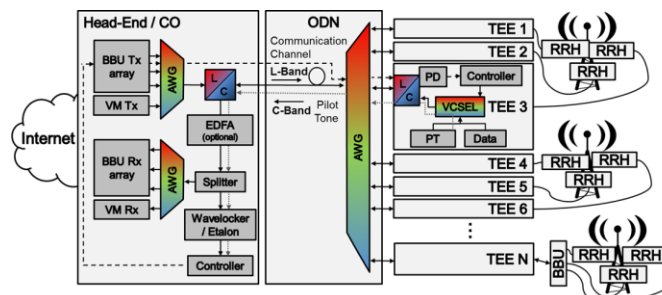 Head-End / CO
ODN
BBU Tx
array
VM Tx
AWG
L
C
EDFA
(optional)
BBU Rx
array
VM Rx
AWG
Splitter
Wavelocker
/ Etalon
Controller
Internet
Communication
Channel
L-Band
C-Band
Pilot
Tone
AWG
TEE 1
TEE 2
L
C
PD
Controller
VCSEL
TEE 3
PT
Data
TEE 4
TEE 5
TEE 6
TEE N
BBU
RRH
RRH
RRH
RRH
RRH
RRH
RRH
RRH
RRH